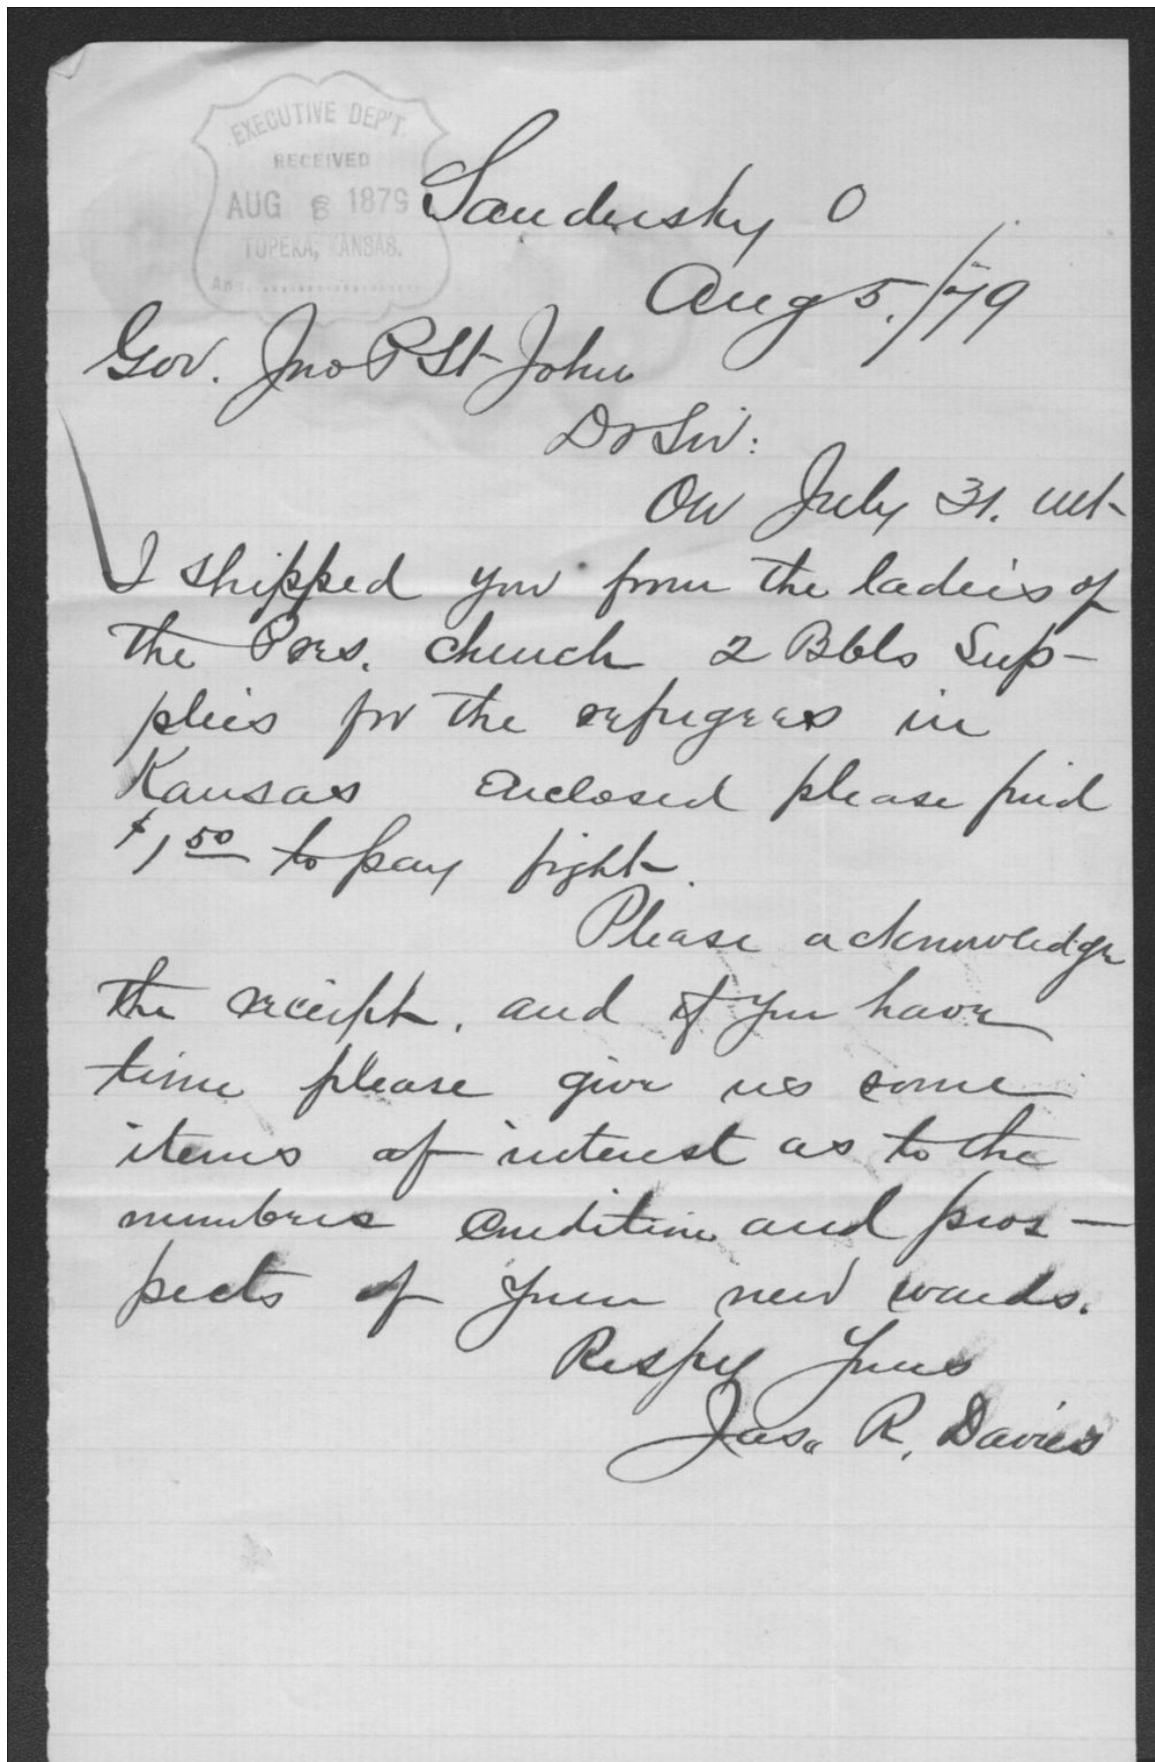 EXECUTIVE DEP'T.
RECEIVED
AUG 1879
TOPEKA, KANSAS.
Ans
Sandusky O
Aug 5./79
Gov. Jno P St John
Dr Sir:
On July 31. ult
I shipped you from the ladies of
the Pres. church 2 Bbls Sup-
plies for the refugees in
Kansas enclosed please find
$1.50 to pay fight.
Please acknowledge
the receipt, and if you have
time please give us some
items of interest as to the
numbers condition and pros-
pects of your new wards.
Respy Yours
Jas. R. Davies